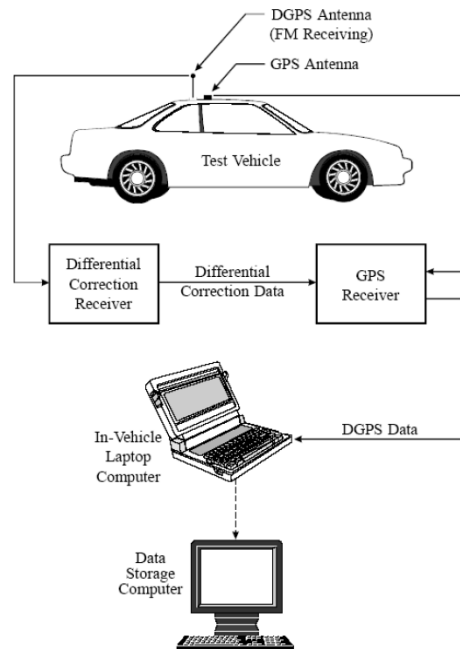 DGPS Antenna
(FM Receiving)
GPS Antenna
Test Vehicle
Differential
Correction
Receiver
Differential
Correction Data
GPS
Receiver
In-Vehicle
Laptop
Computer
DGPS Data
Data
Storage
Computer